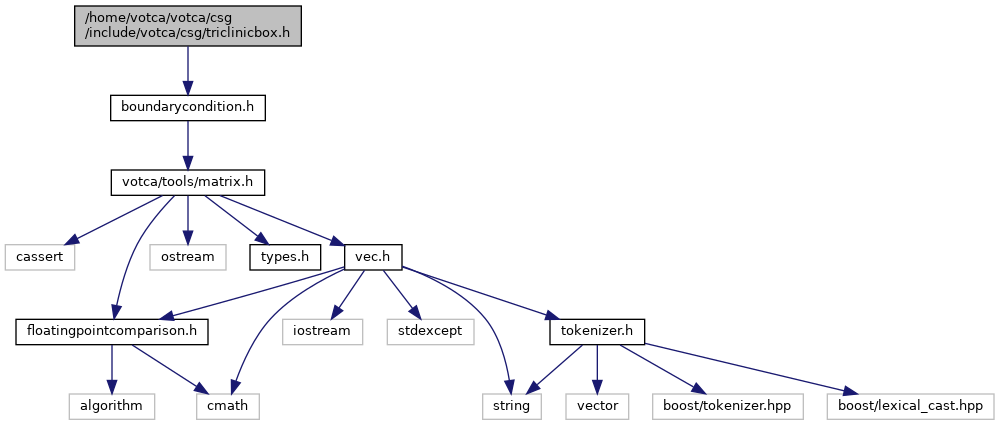 /home/votca/votca/csg
/include/votca/csg/triclinicbox.h
boundarycondition.h
votca/tools/matrix.h
cassert
ostream
types.h
vec.h
floatingpointcomparison.h
iostream
stdexcept
tokenizer.h
algorithm
cmath
string
vector
boost/tokenizer.hpp
boost/lexical_cast.hpp